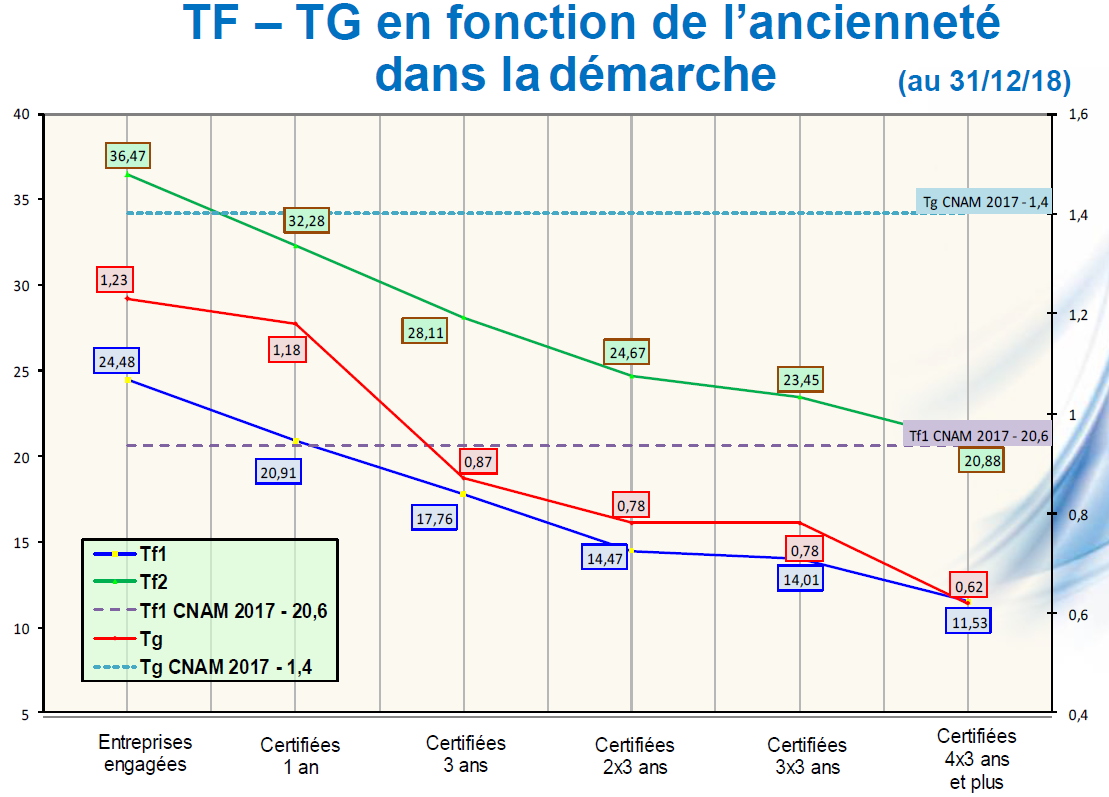 TF – TG en fonction de l’ancienneté
dans la démarche
(au 31/12/18)
40
35
30
25
20
15
10
5
1,6
1,4
1,2
1
0,8
0,6
0,4
36,47
32,28
28,11
24,67
23,45
20,88
1,23
1,18
0,87
0,78
0,78
0,62
24,48
20,91
17,76
14,47
14,01
11,53
Tg CNAM 2017 - 1,4
Tf1 CNAM 2017 - 20,6
Tf1
Tf2
Tf1 CNAM 2017 - 20,6
Tg
Tg CNAM 2017 - 1,4
Entreprises
engagées
Certifiées
1 an
Certifiées
3 ans
Certifiées
2x3 ans
Certifiées
3x3 ans
Certifiées
4x3 ans
et plus